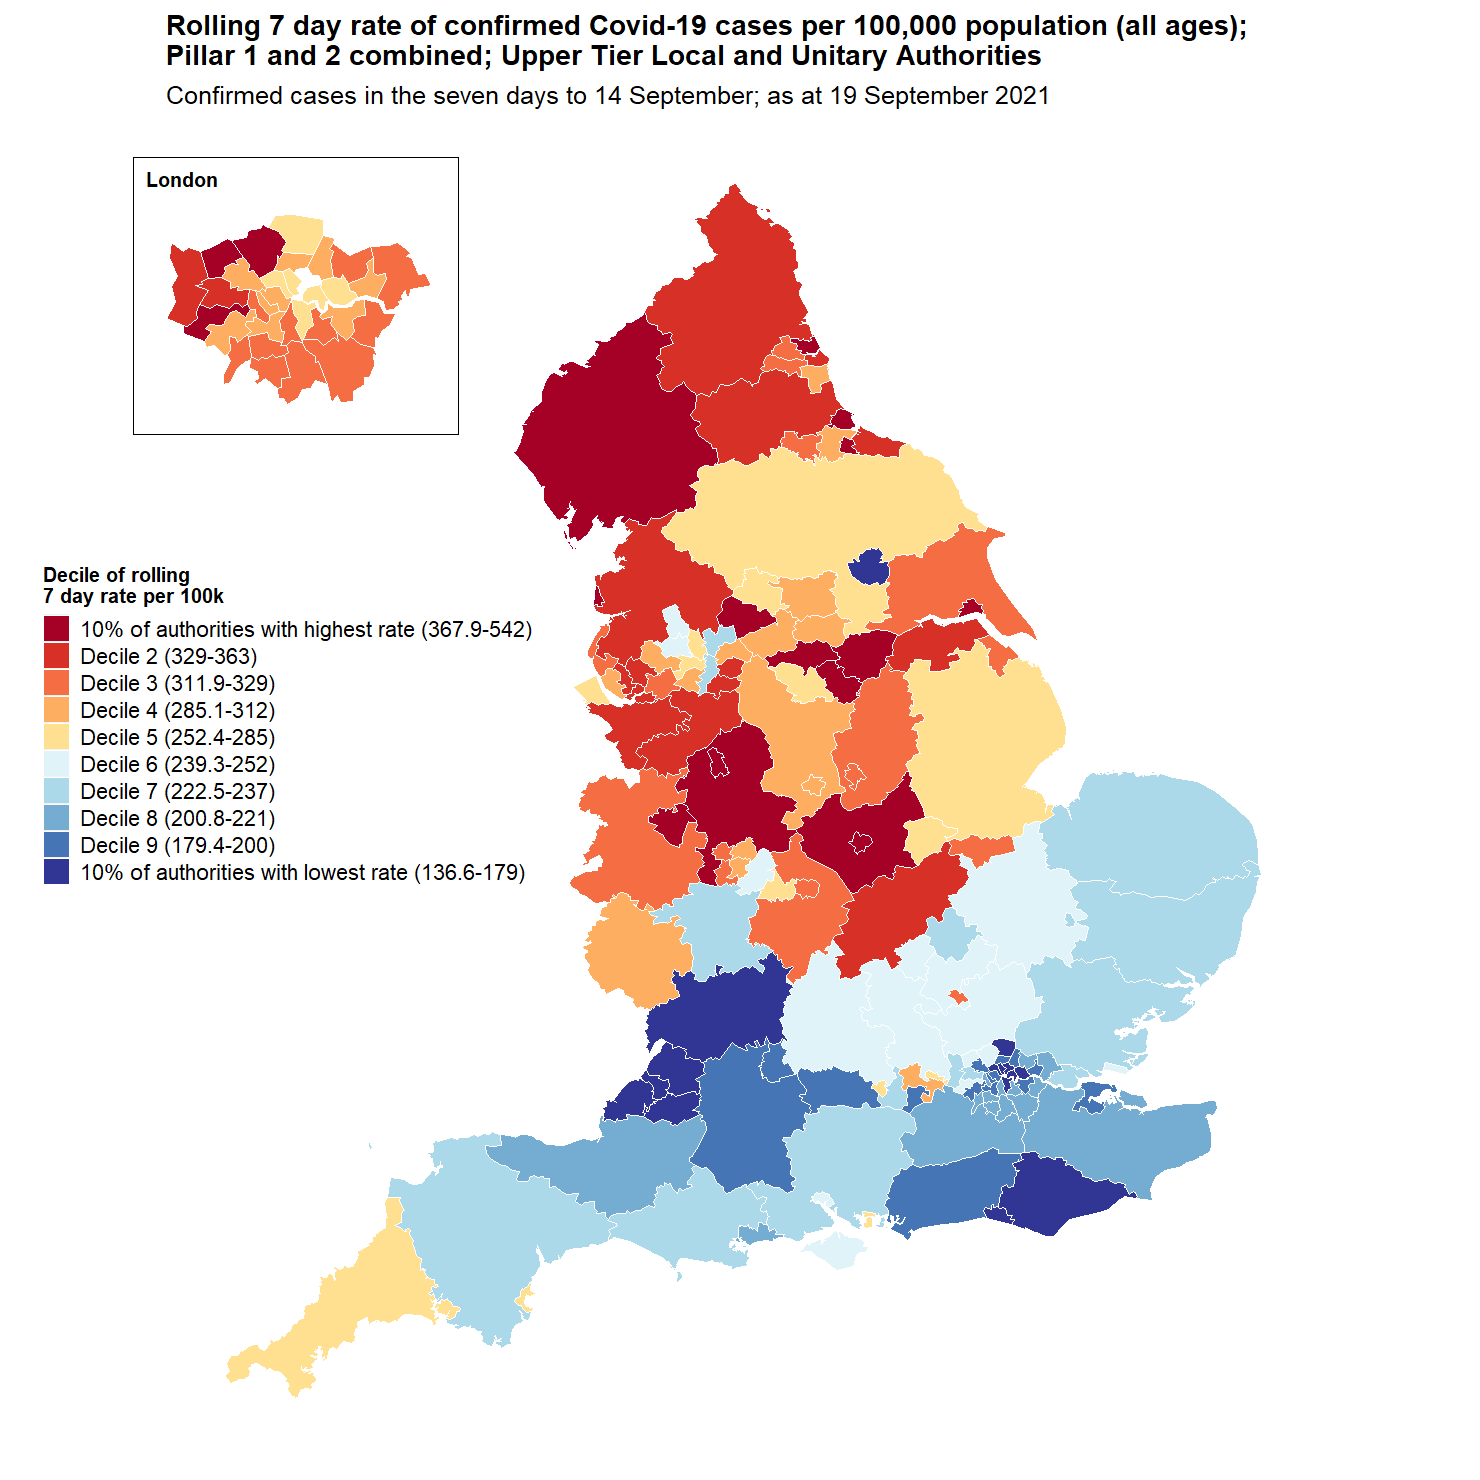 Rolling 7 day rate of confirmed Covid-19 cases per 100,000 population (all ages);
Pillar 1 and 2 combined; Upper Tier Local and Unitary Authorities
Confirmed cases in the seven days to 14 September; as at 19 September 2021
London
Decile of rolling
7 day rate per 100k
10% of authorities with highest rate (367.9-542)
Decile 2 (329-363)
Decile 3 (311.9-329)
Decile 4 (285.1-312)
Decile 5 (252.4-285)
Decile 6 (239.3-252)
Decile 7 (222.5-237)
Decile 8 (200.8-221)
Decile 9 (179.4-200)
10% of authorities with lowest rate (136.6-179)